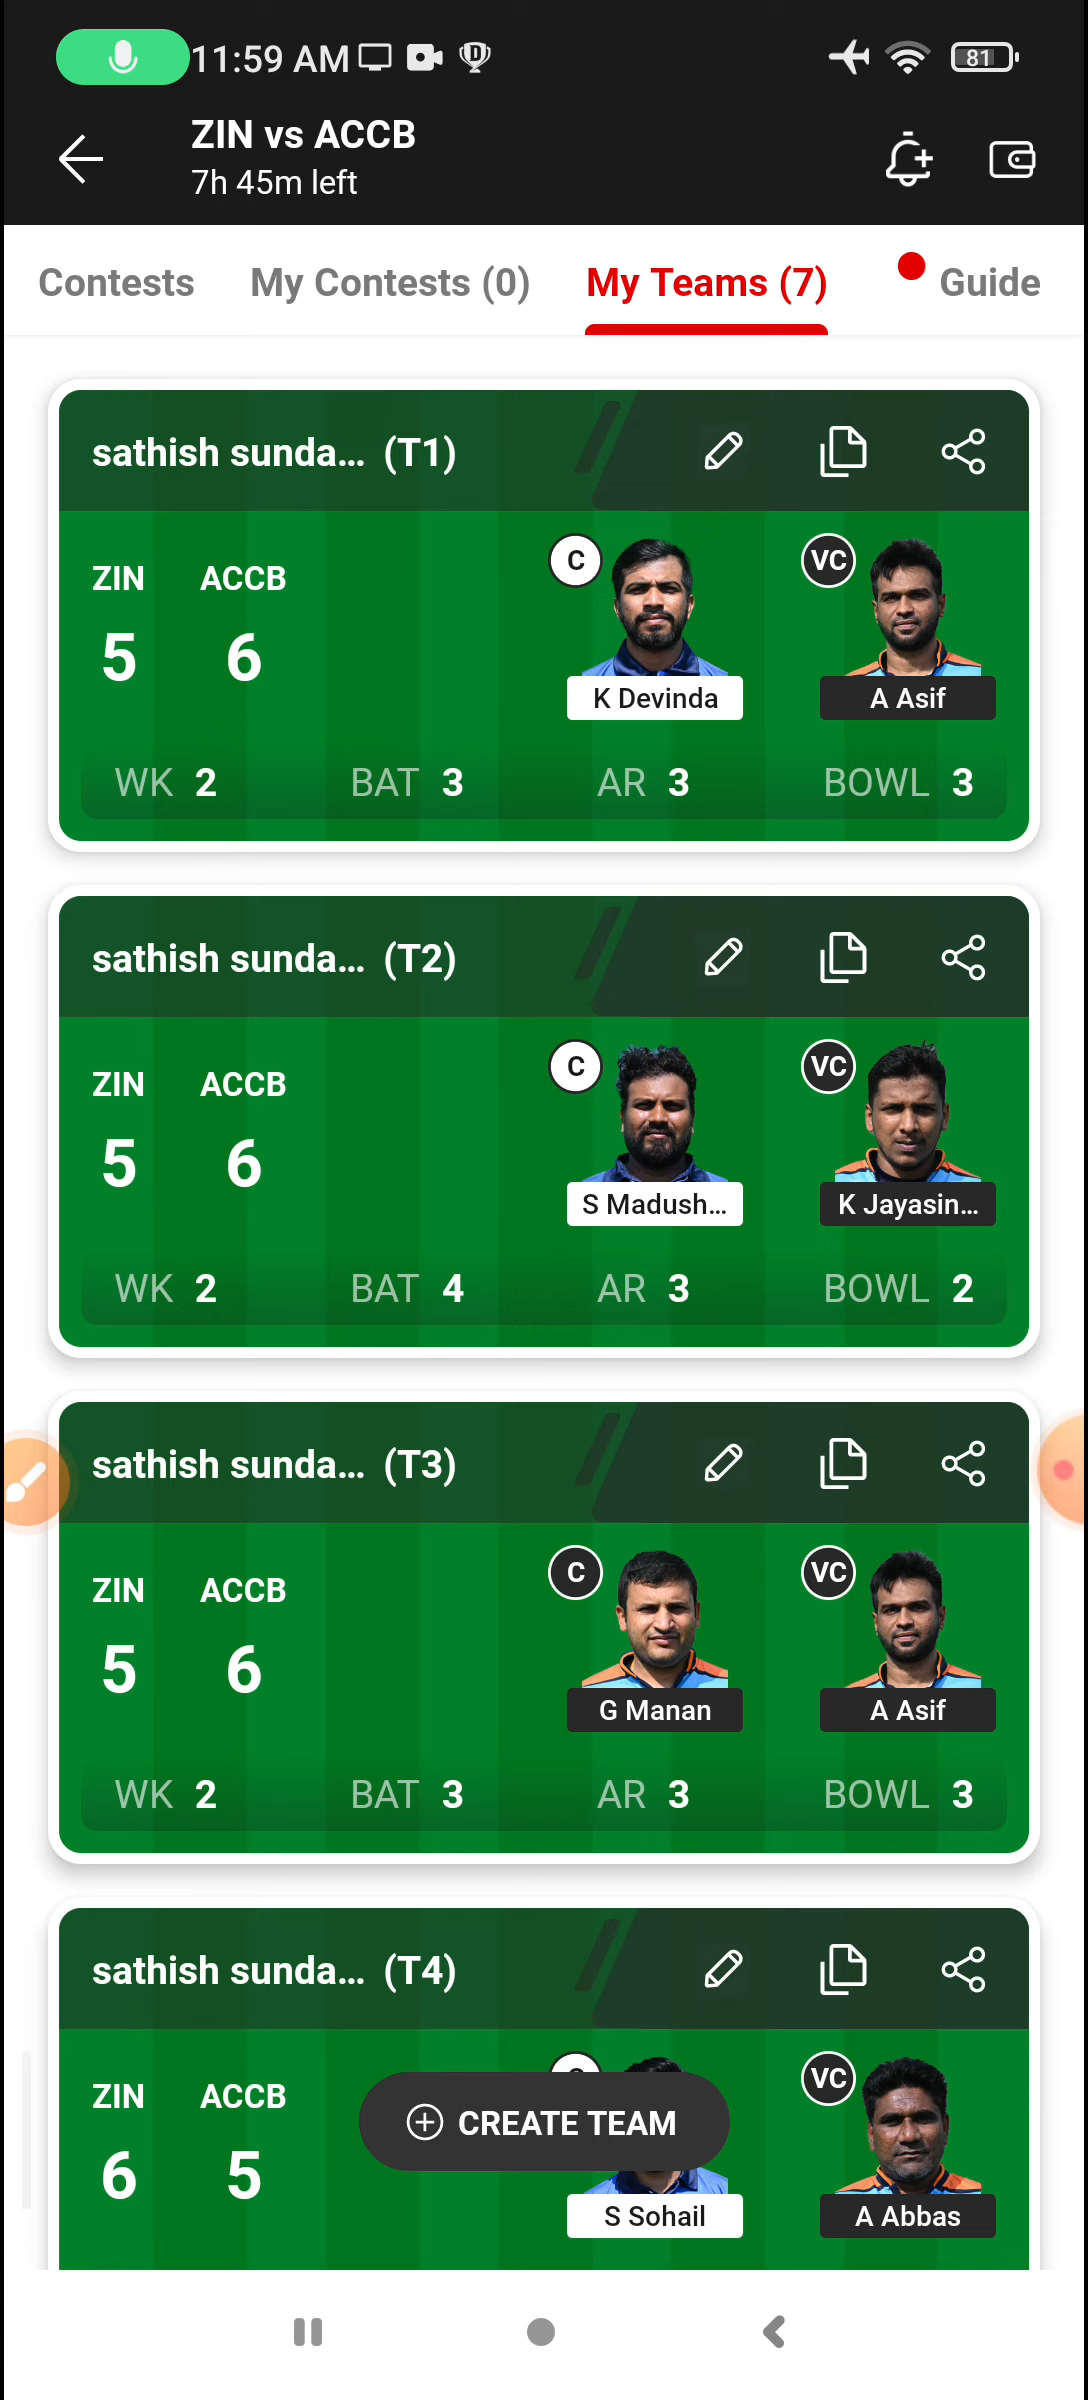 11:59 AM
81
ZIN vs ACCB
7h 45m left
Contests My Contests (0) My Teams (7) Guide
sathish sunda... (T1)
ZIN ACCB
5 6
C VC
K Devinda A Asif
WK 2 BAT 3 AR 3 BOWL 3
sathish sunda... (T2)
ZIN ACCB
5 6
C VC
S Madush... K Jayasin...
WK 2 BAT 4 AR 3 BOWL 2
sathish sunda... (T3)
ZIN ACCB
5 6
C VC
G Manan A Asif
WK 2 BAT 3 AR 3 BOWL 3
sathish sunda... (T4)
ZIN ACCB
6 5
VC
CREATE TEAM
S Sohail A Abbas